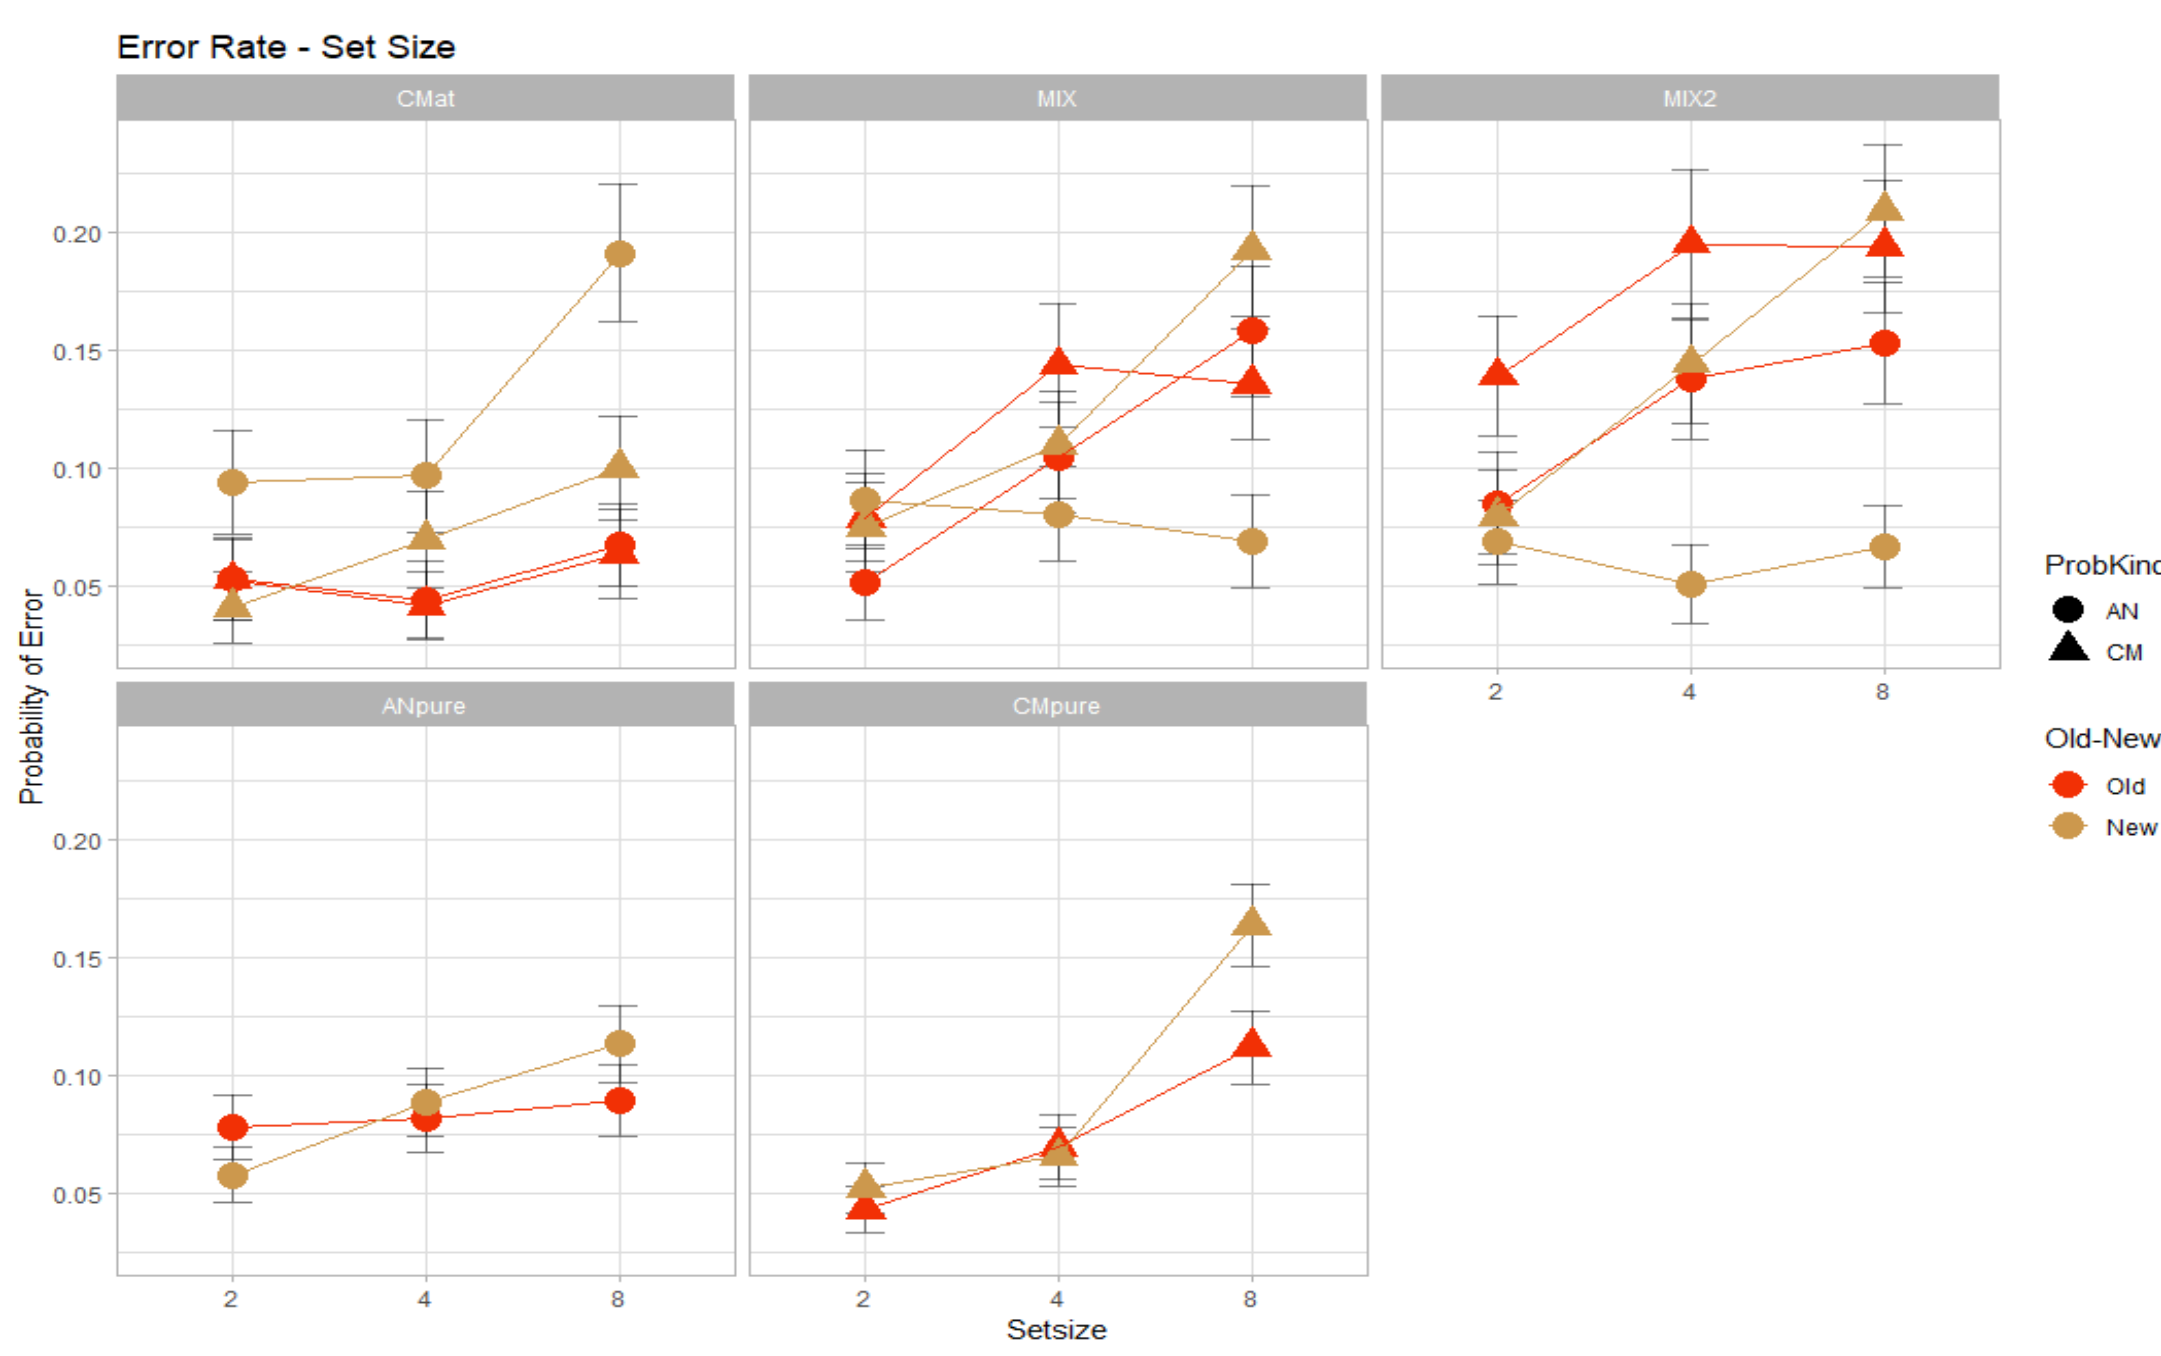 Error Rate - Set Size
CMat
MIX
MIX2
0.20
0.15
0.10
0.05
2
4
8
ANpure
CMpure
0.20
0.15
0.10
0.05
2
4
8
2
4
8
Setsize
Probability of Error
ProbKind
AN
CM
Old-New
Old
New